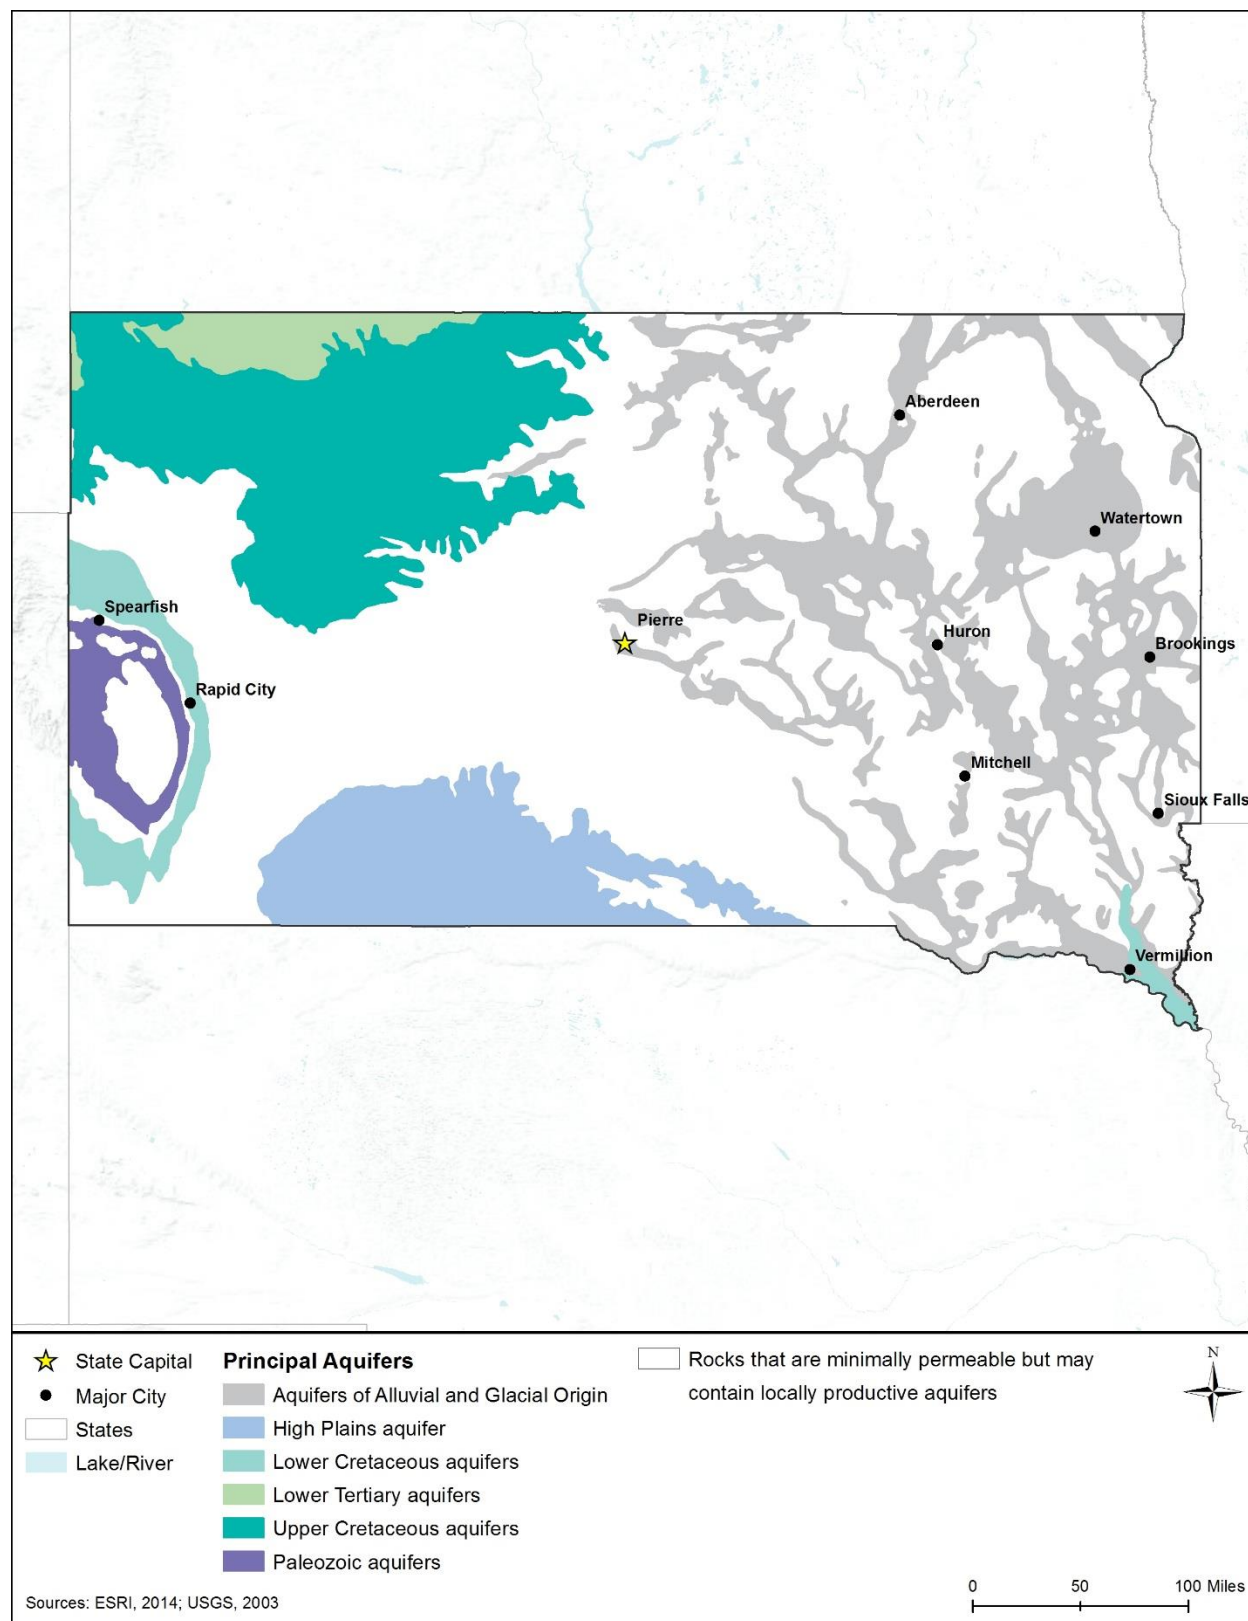 Aberdeen
Watertown
Spearfish
Pierre
Huron
Brookings
Rapid City
Mitchell
Sioux Falls
Vermillion
State Capital
Major City
States
Lake/River
Principal Aquifers
Aquifers of Alluvial and Glacial Origin
High Plains aquifer
Lower Cretaceous aquifers
Lower Tertiary aquifers
Upper Cretaceous aquifers
Paleozoic aquifers
Rocks that are minimally permeable but may
contain locally productive aquifers
N
0 50 100 Miles
Sources: ESRI, 2014; USGS, 2003